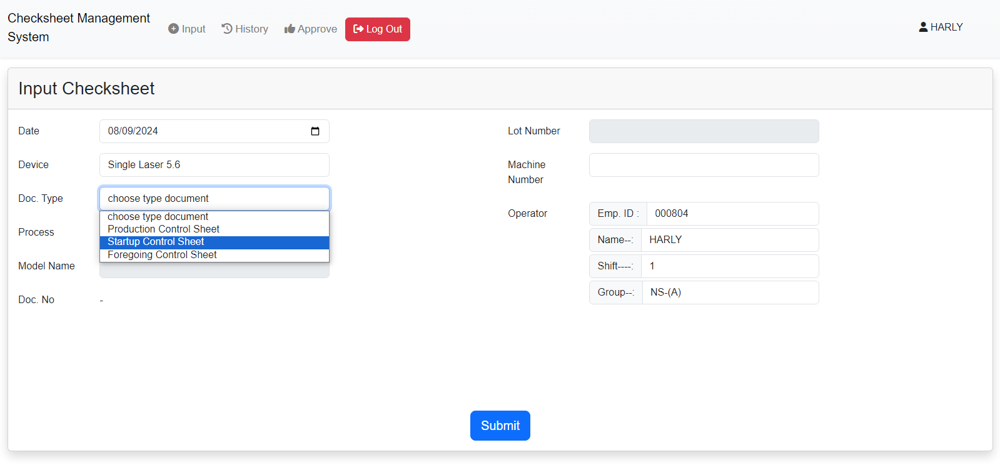 Checksheet Management
System
Input
History
Approve
Log Out
HARLY
Input Checksheet
Date
08/09/2024
Device
Single Laser 5.6
Doc. Type
choose type document
choose type document
Production Control Sheet
Startup Control Sheet
Foregoing Control Sheet
Process
Model Name
Doc. No
-
Lot Number
Machine
Number
Operator
Emp. ID :
000804
Name--:
HARLY
Shift----:
1
Group--:
NS-(A)
Submit